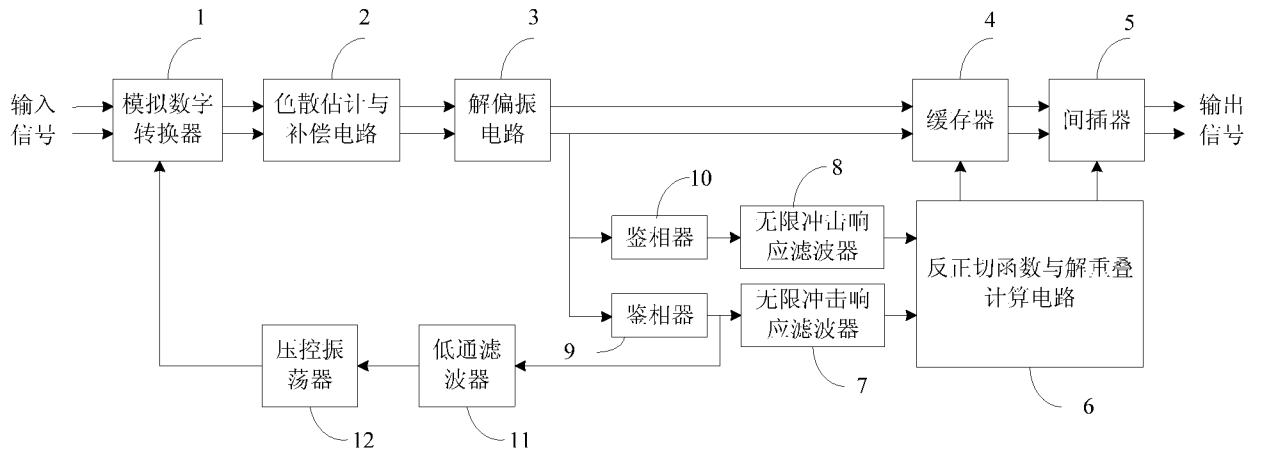 1
2
3
4
5
输入
信号
模拟数字
转换器
色散估计与
补偿电路
解偏振
电路
缓存器
间插器
输出
信号
10
8
鉴相器
无限冲击响
应滤波器
反正切函数与解重叠
计算电路
鉴相器
无限冲击响
应滤波器
9
7
6
压控振
荡器
低通滤
波器
12
11